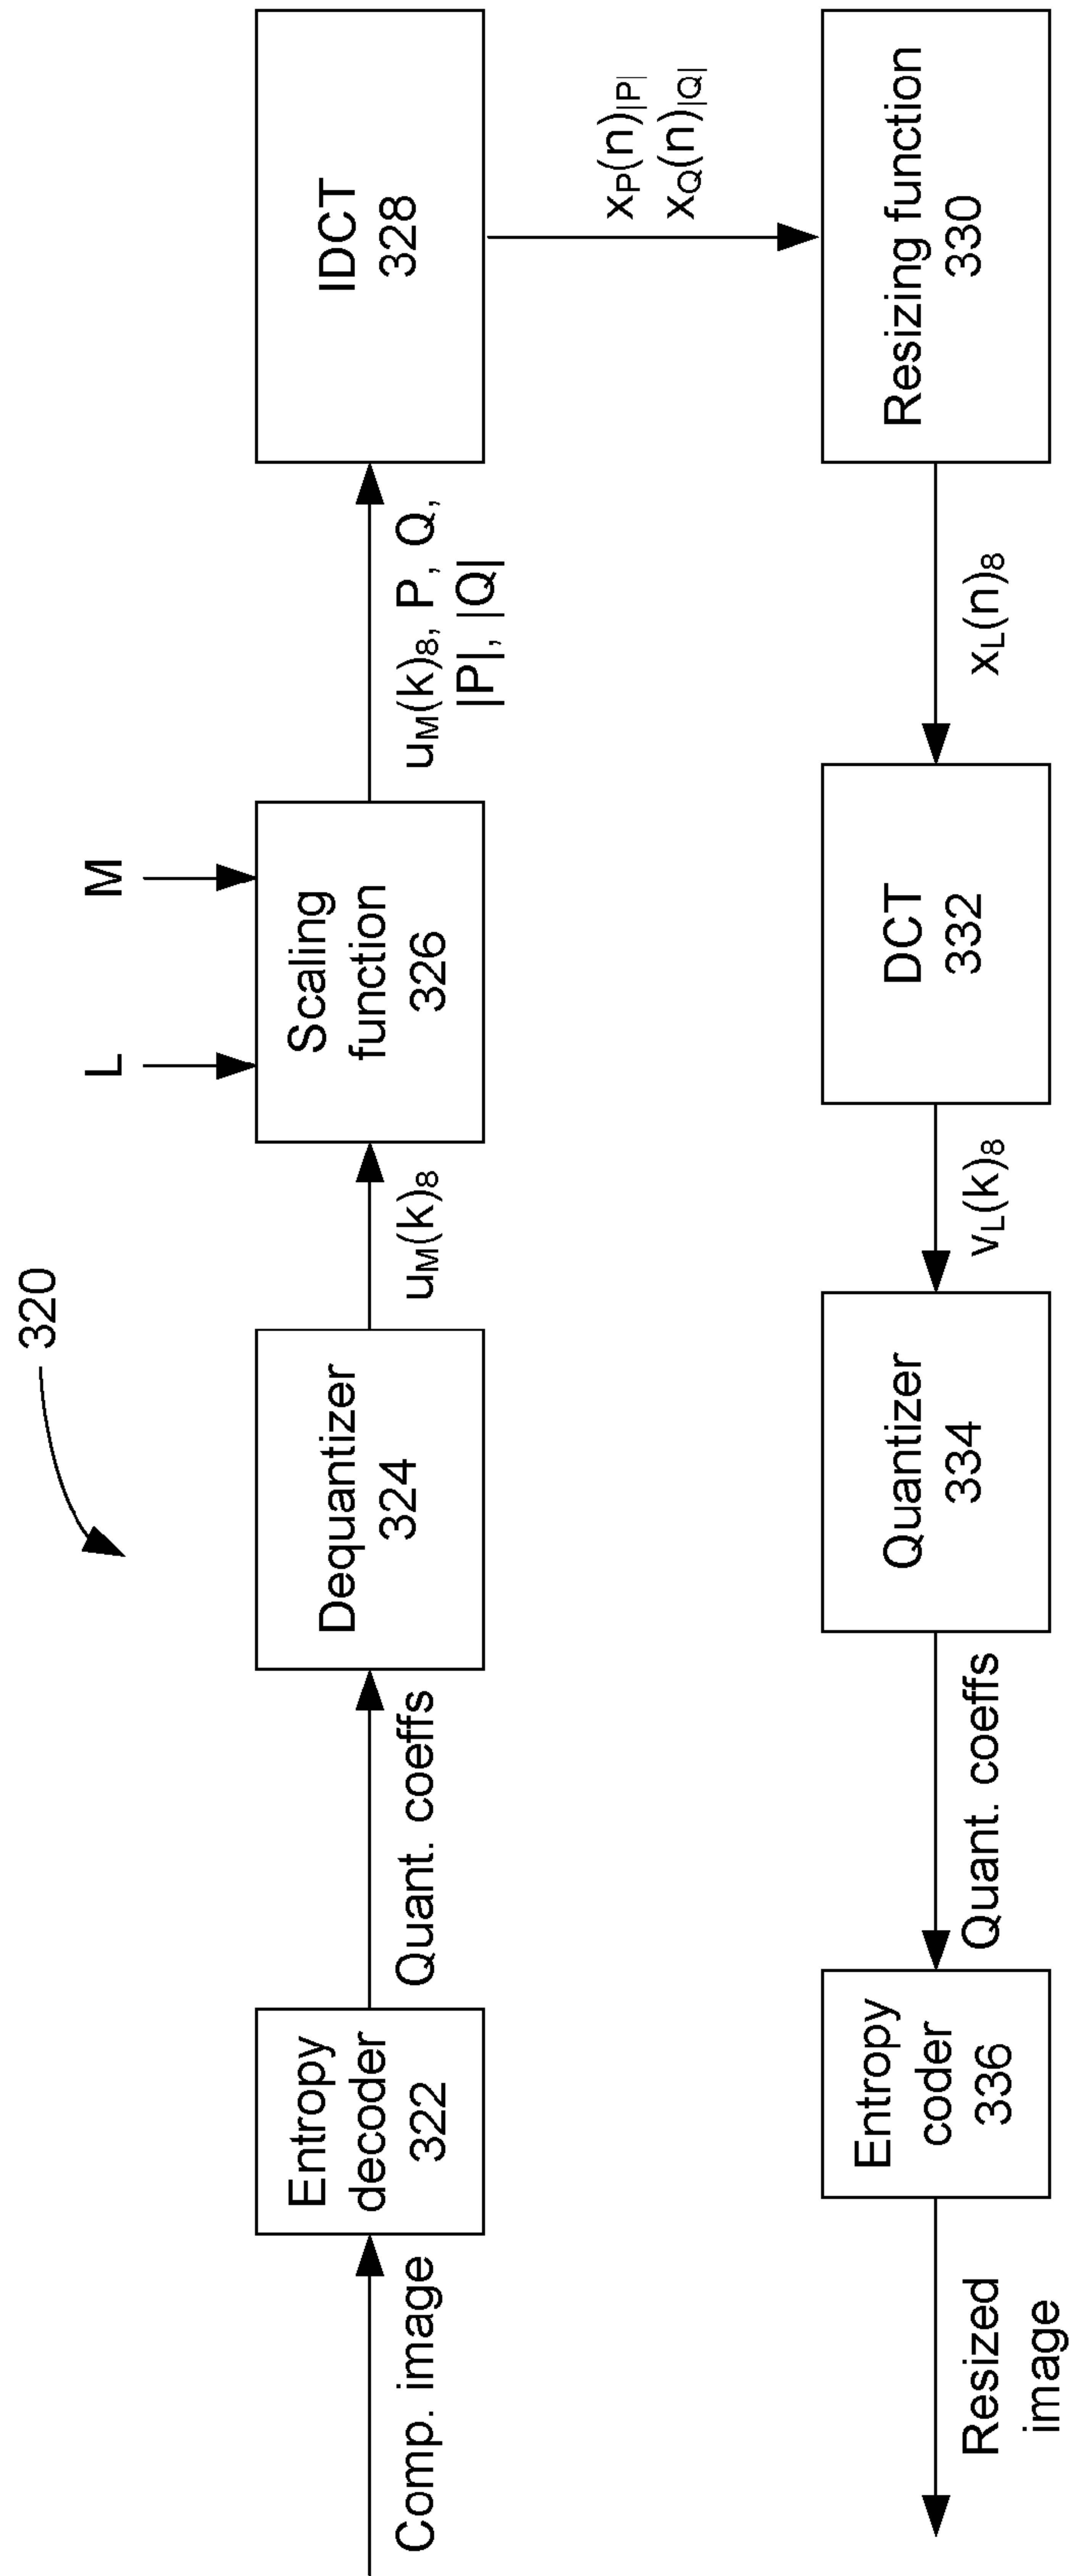 320
L
M
Comp. image
Entropy
decoder
322
Quant. coeffs
Dequantizer
324
uM(k)8
Scaling
function
326
uM(k)8, P, Q,
|P|, |Q|
IDCT
328
xP(n)|P|
xQ(n)|Q|
Resizing function
330
xL(n)8
DCT
332
vL(k)8
Quantizer
334
Quant. coeffs
Entropy
coder
336
Resized
image